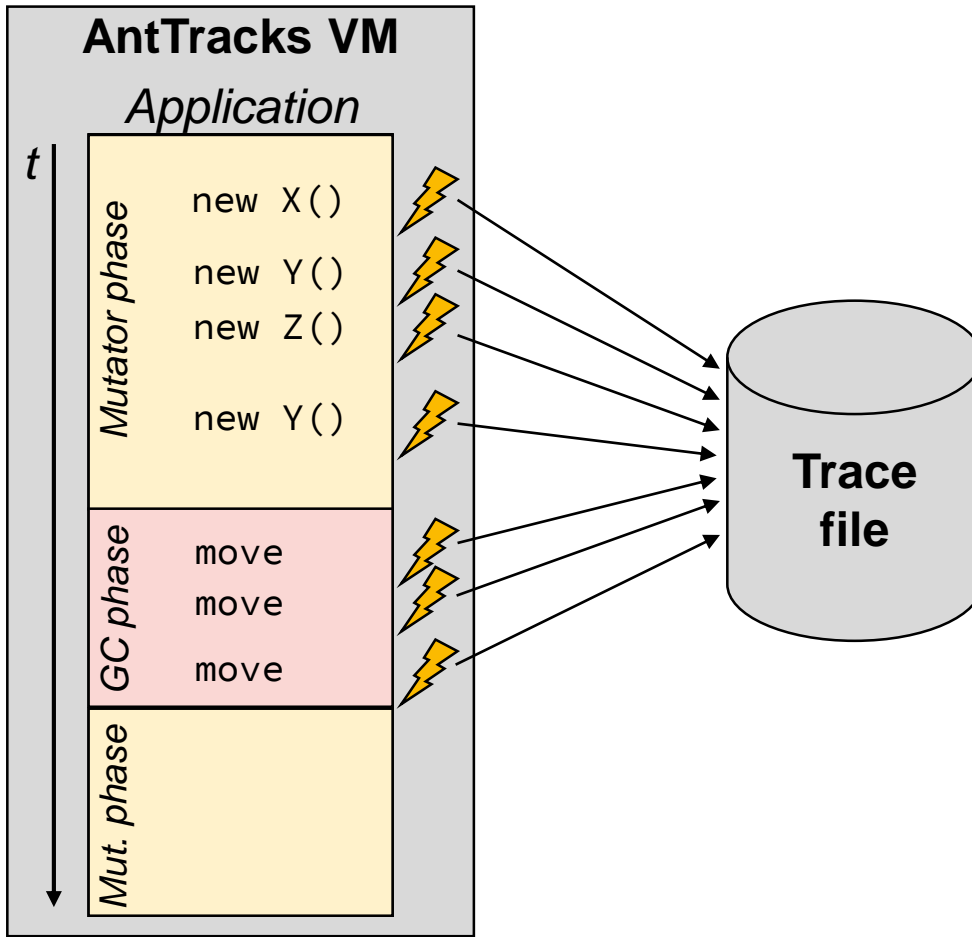 AntTracks VM
Application
t
Mutator phase
new X()
new Y()
new Z()
new Y()
GC phase
move
move
move
Mut. phase
Trace
file